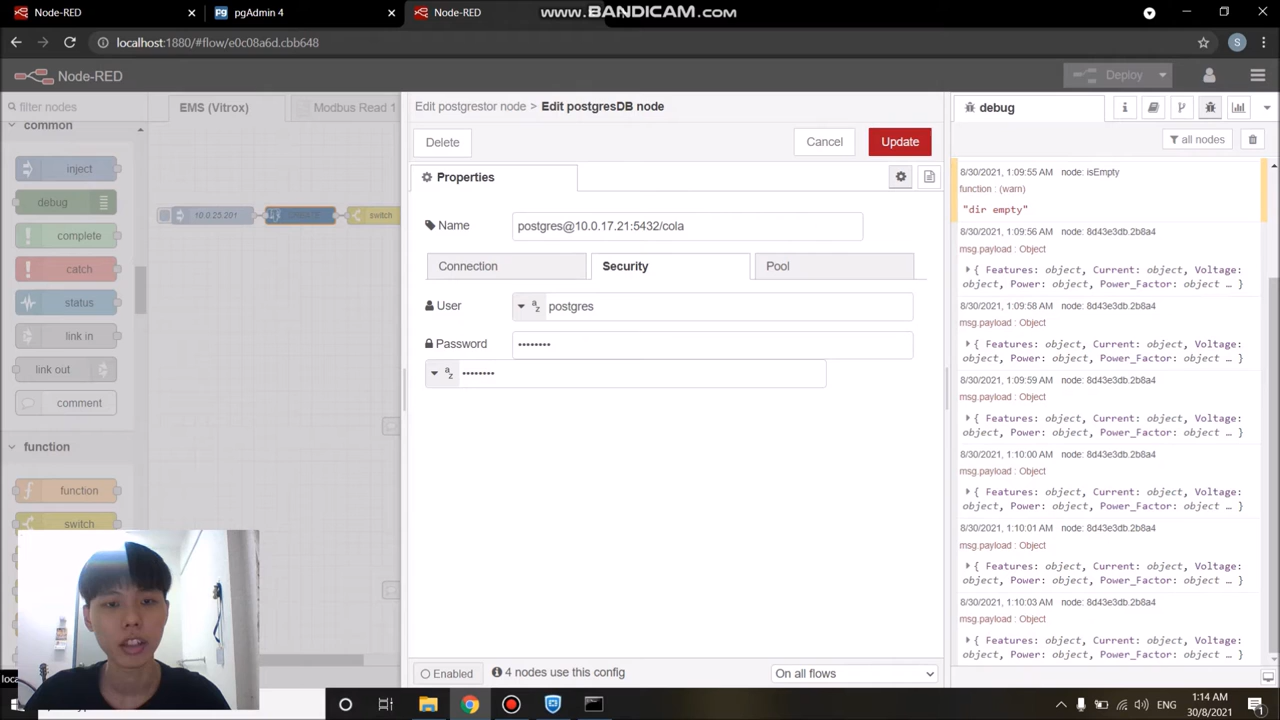 Node-RED
pgAdmin 4
Node-RED
www.BANDICAM.com
localhost:1880/#flow/e0c08a6d.cbb648
S
Node-RED
Deploy
filter nodes
EMS (Vitrox)
Modbus Read 1
Edit postgrestor node > Edit postgresDB node
debug
i
common
Delete
Cancel
Update
all nodes
inject
debug
complete
catch
status
link in
link out
comment
function
function
switch
10.0.25.201
switch
Properties
Name
postgres@10.0.17.21:5432/cola
Connection
Security
Pool
User
postgres
Password
••••••••
••••••••
Enabled
4 nodes use this config
On all flows
8/30/2021, 1:09:55 AM node: isEmpty
function : (warn)
"dir empty"
8/30/2021, 1:09:56 AM node: 8d43e3db.2b8a4
msg.payload : Object
{ Features: object, Current: object, Voltage:
object, Power: object, Power_Factor: object … }
8/30/2021, 1:09:58 AM node: 8d43e3db.2b8a4
msg.payload : Object
{ Features: object, Current: object, Voltage:
object, Power: object, Power_Factor: object … }
8/30/2021, 1:09:59 AM node: 8d43e3db.2b8a4
msg.payload : Object
{ Features: object, Current: object, Voltage:
object, Power: object, Power_Factor: object … }
8/30/2021, 1:10:00 AM node: 8d43e3db.2b8a4
msg.payload : Object
{ Features: object, Current: object, Voltage:
object, Power: object, Power_Factor: object … }
8/30/2021, 1:10:01 AM node: 8d43e3db.2b8a4
msg.payload : Object
{ Features: object, Current: object, Voltage:
object, Power: object, Power_Factor: object … }
8/30/2021, 1:10:03 AM node: 8d43e3db.2b8a4
msg.payload : Object
{ Features: object, Current: object, Voltage:
object, Power: object, Power_Factor: object … }
ENG
1:14 AM
30/8/2021